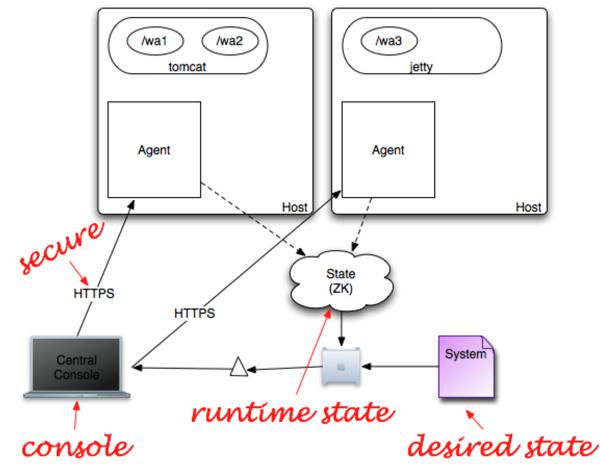 /wa1
/wa2
tomcat
/wa3
jetty
Agent
Agent
Host
Host
secure
HTTPS
HTTPS
State
(ZK)
Central
Console
System
runtime state
console
desired state